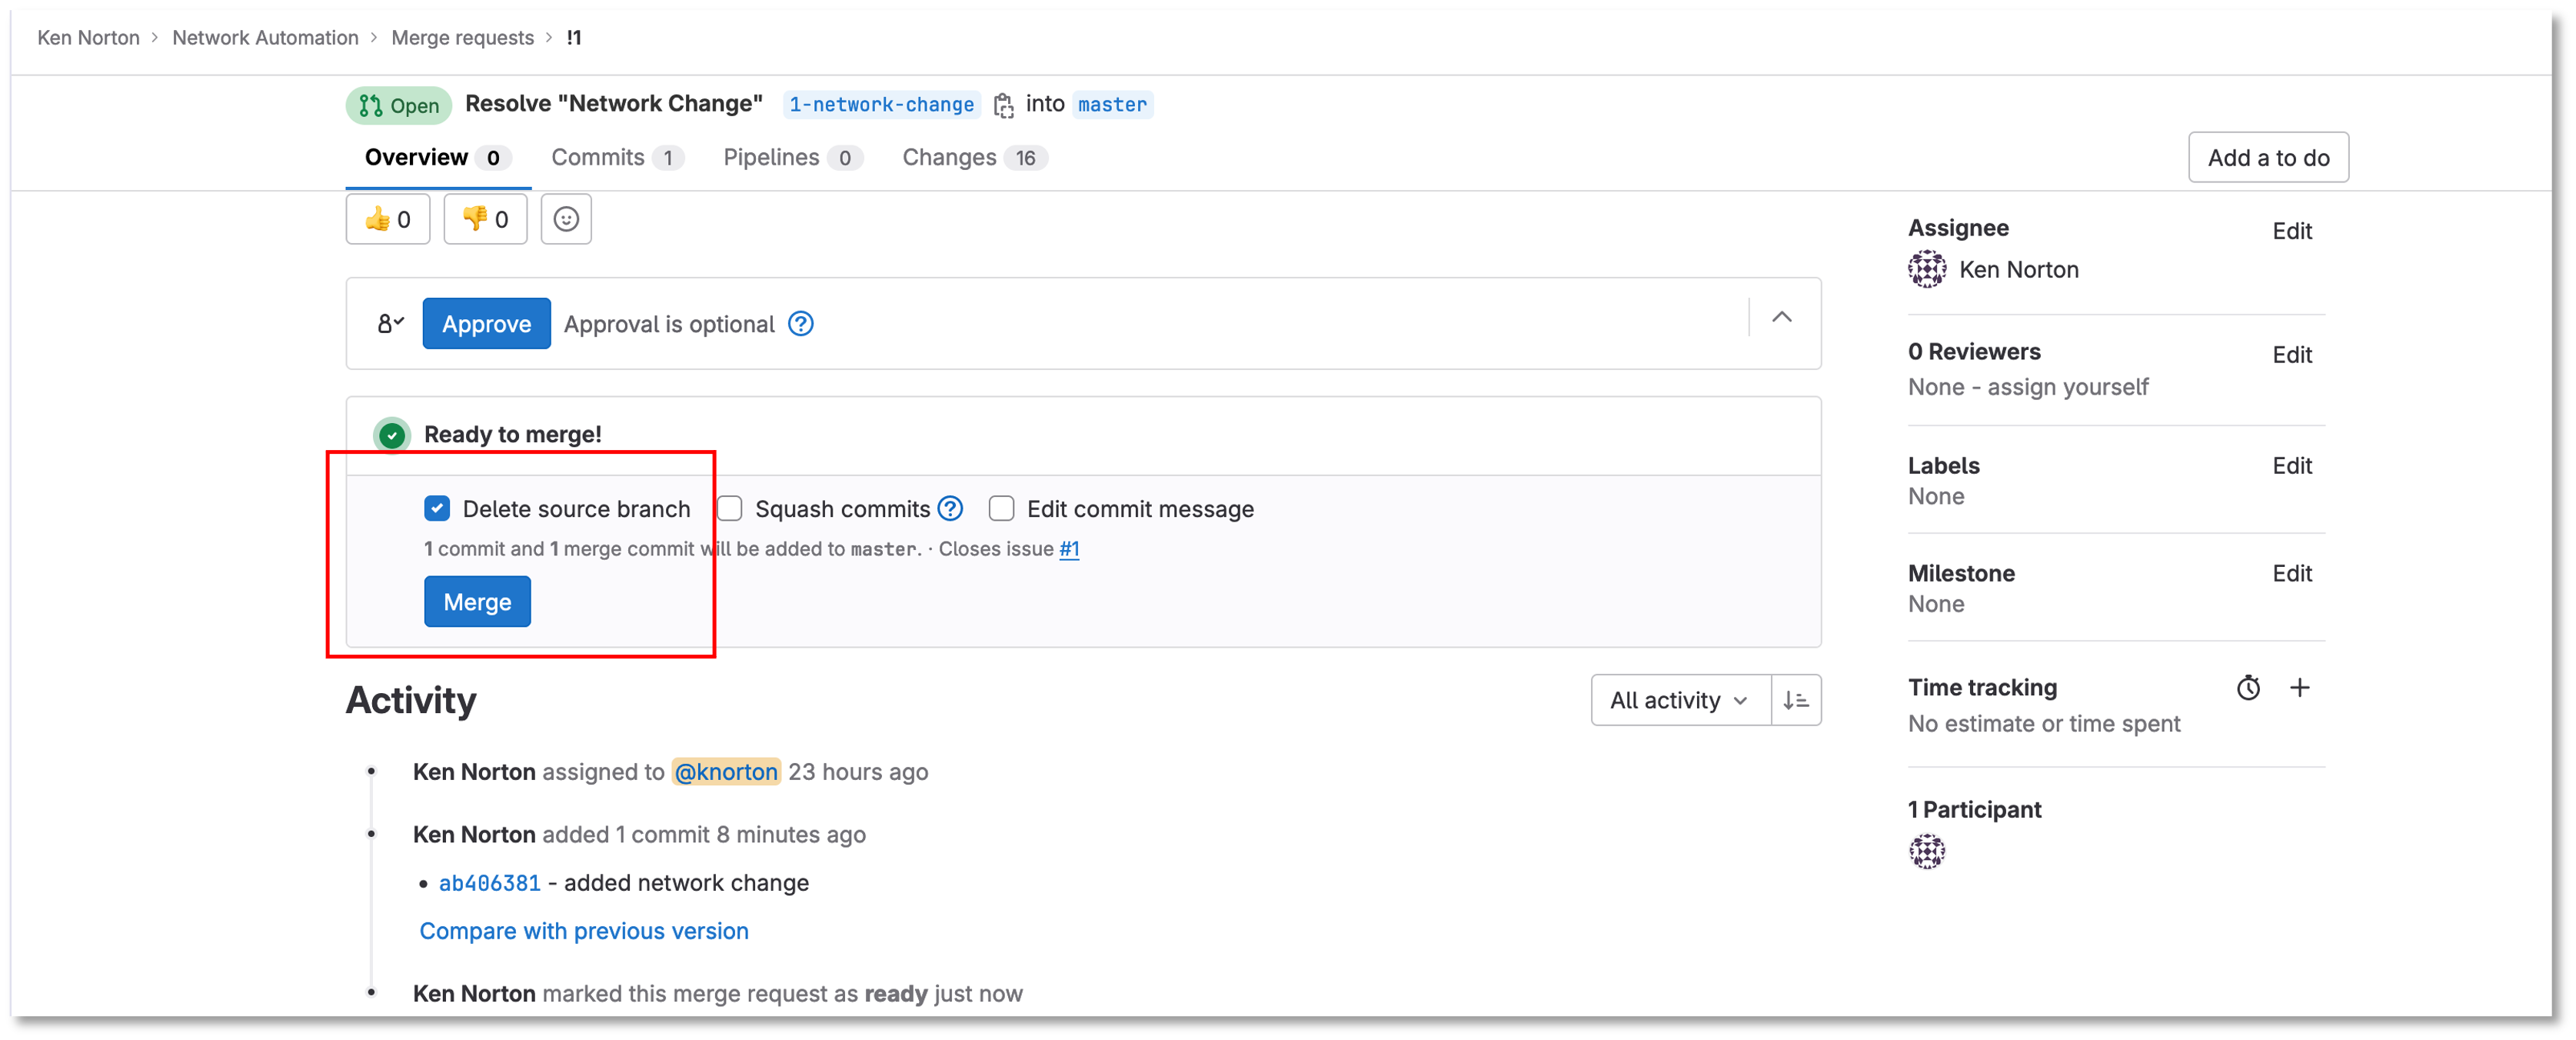 Ken Norton > Network Automation > Merge requests > !1
Open Resolve "Network Change" 1-network-change into master
Overview 0 Commits 1 Pipelines 0 Changes 16
Add a to do
👍 0 👎 0
Approve Approval is optional
Ready to merge!
Delete source branch Squash commits Edit commit message
1 commit and 1 merge commit will be added to master. · Closes issue #1
Merge
Activity
All activity
Ken Norton assigned to @knorton 23 hours ago
Ken Norton added 1 commit 8 minutes ago
• ab406381 - added network change
Compare with previous version
Ken Norton marked this merge request as ready just now
Assignee Edit
Ken Norton
0 Reviewers Edit
None - assign yourself
Labels Edit
None
Milestone Edit
None
Time tracking
No estimate or time spent
1 Participant